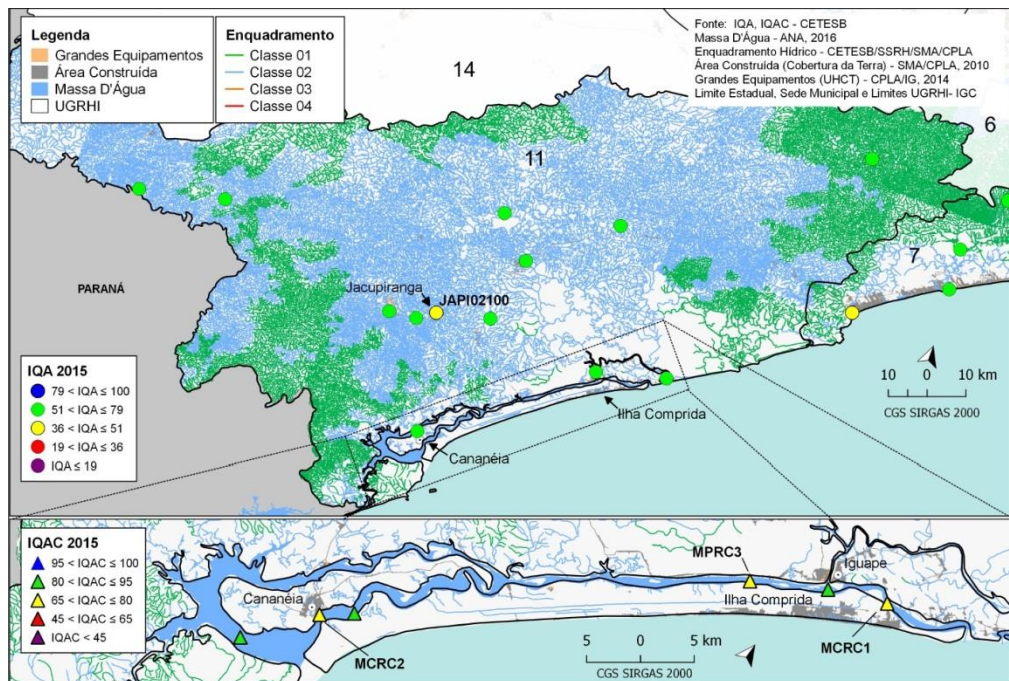 Legenda
Grandes Equipamentos
Área Construída
Massa D'Água
UGRHI
Enquadramento
Classe 01
Classe 02
Classe 03
Classe 04
Fonte: IQA, IQAC - CETESB
Massa D'Água - ANA, 2016
Enquadramento Hídrico - CETESB/SSRH/SMA/CPLA
Área Construída (Cobertura da Terra) - SMA/CPLA, 2010
Grandes Equipamentos (UHCT) - CPLA/IG, 2014
Limite Estadual, Sede Municipal e Limites UGRHI- IGC
14
6
11
7
PARANÁ
Jacupiranga
JAPI02100
IQA 2015
79 < IQA ≤ 100
51 < IQA ≤ 79
36 < IQA ≤ 51
19 < IQA ≤ 36
IQA ≤ 19
Ilha Comprida
Cananéia
10 0 10 km
CGS SIRGAS 2000
IQAC 2015
95 < IQAC ≤ 100
80 < IQAC ≤ 95
65 < IQAC ≤ 80
45 < IQAC ≤ 65
IQAC < 45
MPRC3
Iguape
Cananéia
Ilha Comprida
MCRC2
MCRC1
5 0 5 km
CGS SIRGAS 2000